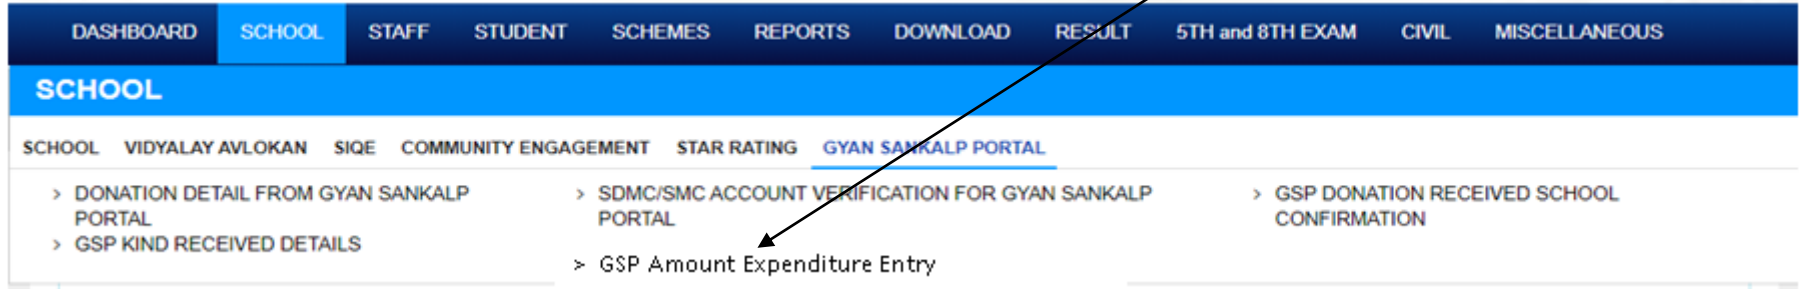 DASHBOARD SCHOOL STAFF STUDENT SCHEMES REPORTS DOWNLOAD RESULT 5TH and 8TH EXAM CIVIL MISCELLANEOUS
SCHOOL
SCHOOL VIDYALAY AVLOKAN SIQE COMMUNITY ENGAGEMENT STAR RATING GYAN SANKALP PORTAL
> DONATION DETAIL FROM GYAN SANKALP
PORTAL
> GSP KIND RECEIVED DETAILS
> SDMC/SMC ACCOUNT VERIFICATION FOR GYAN SANKALP
PORTAL
> GSP Amount Expenditure Entry
> GSP DONATION RECEIVED SCHOOL
CONFIRMATION